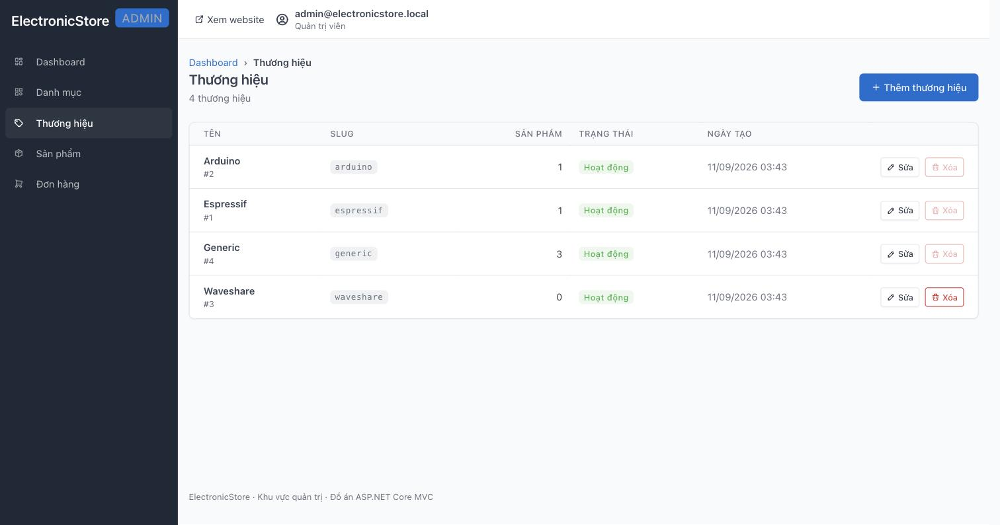 ElectronicStore ADMIN
Dashboard
Danh mục
Thương hiệu
Sản phẩm
Đơn hàng
Xem website
admin@electronicstore.local
Quản trị viên
Dashboard › Thương hiệu
Thương hiệu
4 thương hiệu
+ Thêm thương hiệu
TÊN SLUG SẢN PHẨM TRẠNG THÁI NGÀY TẠO
Arduino arduino 1 Hoạt động 11/09/2026 03:43 Sửa Xóa
#2
Espressif espressif 1 Hoạt động 11/09/2026 03:43 Sửa Xóa
#1
Generic generic 3 Hoạt động 11/09/2026 03:43 Sửa Xóa
#4
Waveshare waveshare 0 Hoạt động 11/09/2026 03:43 Sửa Xóa
#3
ElectronicStore · Khu vực quản trị · Đồ án ASP.NET Core MVC